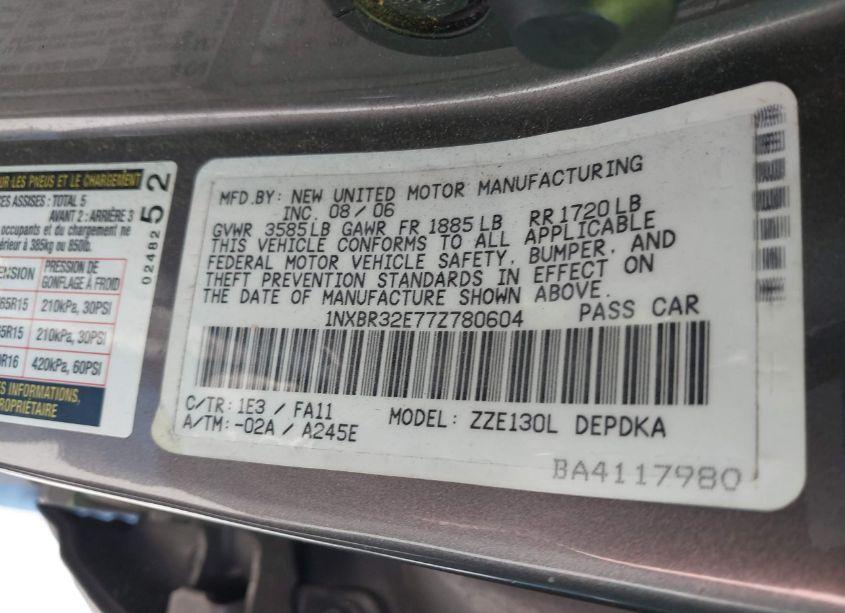 UR LES PNEUS ET LE CHARGEMENT
CES ASSISES : TOTAL 5
AVANT 2 : ARRIÈRE 3
occupants et du chargement ne
érieur à 385kg ou 850lb.
ENSION
PRESSION DE
GONFLAGE À FROID
65R15
210kPa, 30PSI
5R15
210kPa, 30PSI
0R16
420kPa, 60PSI
ES INFORMATIONS,
PROPRIÉTAIRE
02482
52
MFD.BY: NEW UNITED MOTOR MANUFACTURING
INC. 08/06
GVWR 3585LB GAWR FR 1885LB RR 1720LB
THIS VEHICLE CONFORMS TO ALL APPLICABLE
FEDERAL MOTOR VEHICLE SAFETY, BUMPER, AND
THEFT PREVENTION STANDARDS IN EFFECT ON
THE DATE OF MANUFACTURE SHOWN ABOVE.
1NXBR32E77Z780604 PASS CAR
C/TR: 1E3 / FA11
A/TM: -02A / A245E
MODEL: ZZE130L DEPDKA
BA4117980